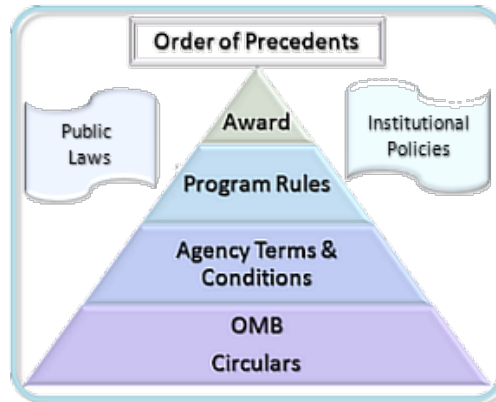 Order of Precedents
Public
Laws
Institutional
Policies
Award
Program Rules
Agency Terms &
Conditions
OMB
Circulars